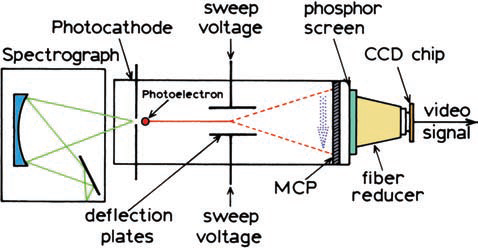 sweep
voltage
phosphor
screen
Photocathode
CCD chip
Spectrograph
Photoelectron
video
signal
MCP
fiber
reducer
deflection
plates
sweep
voltage